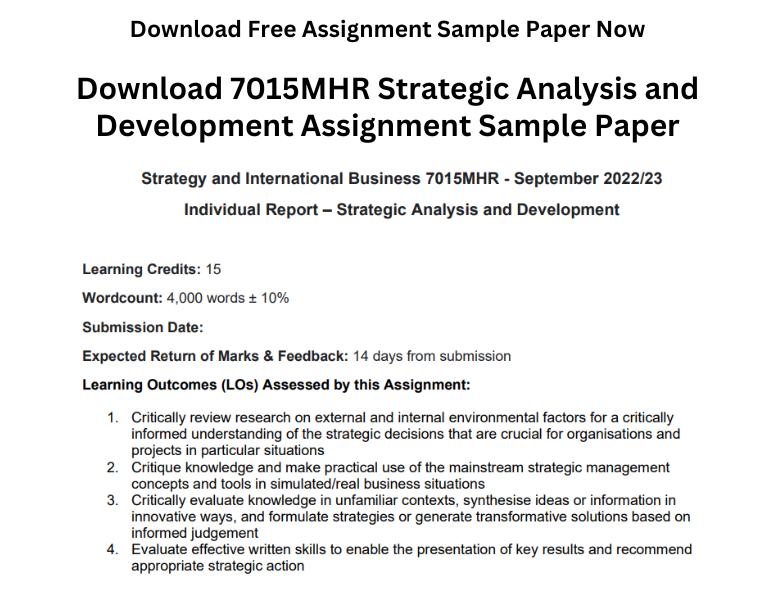 Download Free Assignment Sample Paper Now
Download 7015MHR Strategic Analysis and
Development Assignment Sample Paper
Strategy and International Business 7015MHR - September 2022/23
Individual Report – Strategic Analysis and Development
Learning Credits: 15
Wordcount: 4,000 words ± 10%
Submission Date:
Expected Return of Marks & Feedback: 14 days from submission
Learning Outcomes (LOs) Assessed by this Assignment:
1. Critically review research on external and internal environmental factors for a critically
informed understanding of the strategic decisions that are crucial for organisations and
projects in particular situations
2. Critique knowledge and make practical use of the mainstream strategic management
concepts and tools in simulated/real business situations
3. Critically evaluate knowledge in unfamiliar contexts, synthesise ideas or information in
innovative ways, and formulate strategies or generate transformative solutions based on
informed judgement
4. Evaluate effective written skills to enable the presentation of key results and recommend
appropriate strategic action